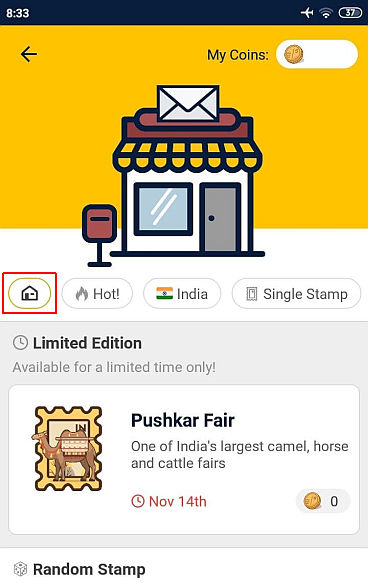 8:33
37
My Coins:
Hot!
India
Single Stamp
Limited Edition
Available for a limited time only!
IN
Pushkar Fair
One of India's largest camel, horse
and cattle fairs
Nov 14th
0
Random Stamp